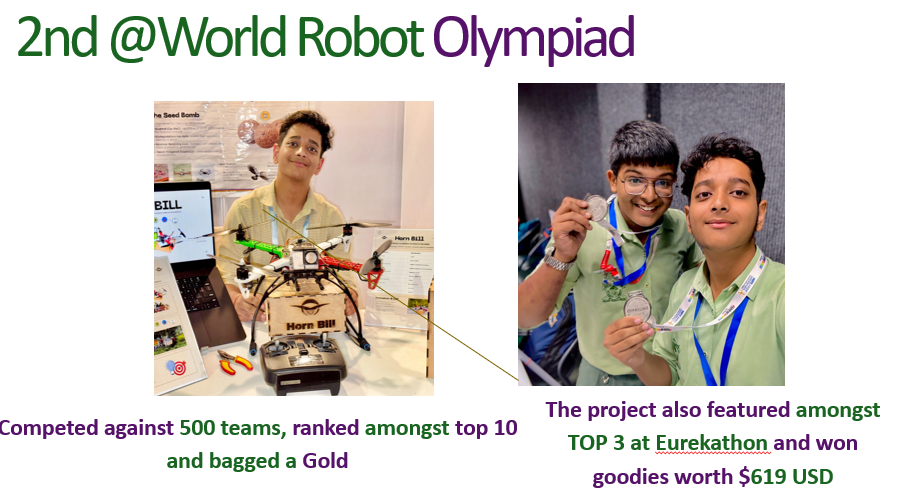 2nd @World Robot Olympiad
he Seed Bomb
BILL
Horn Bill
Horn Bill
Competed against 500 teams, ranked amongst top 10
and bagged a Gold
The project also featured amongst
TOP 3 at Eurekathon and won
goodies worth $619 USD